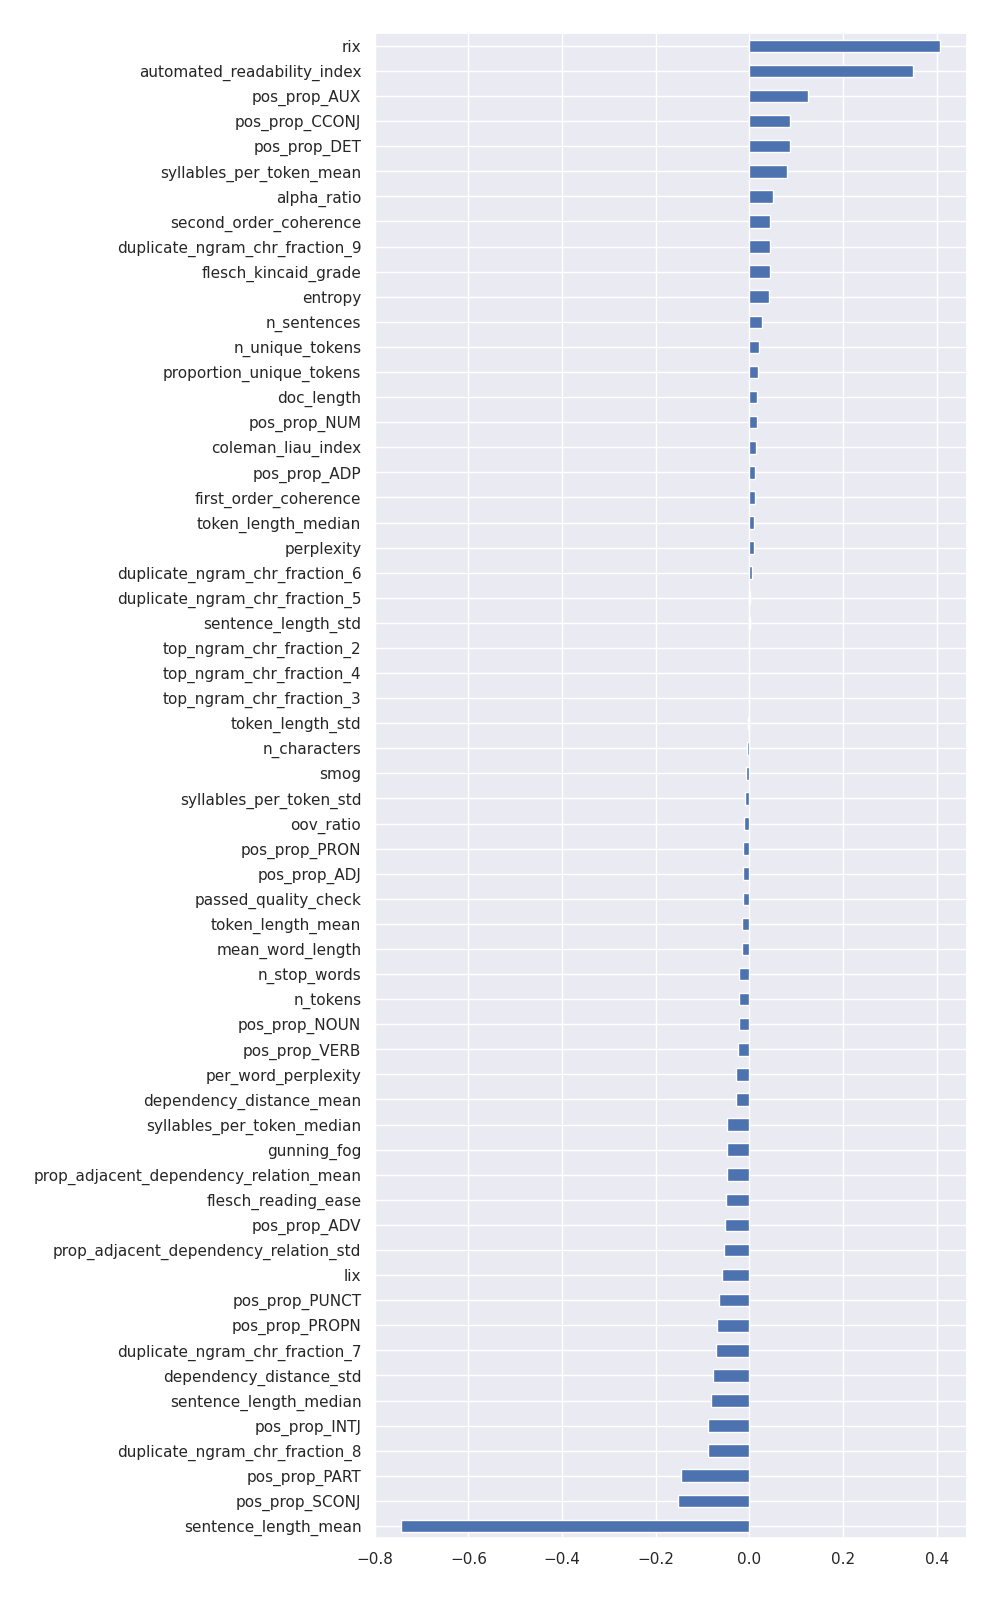 rix
automated_readability_index
pos_prop_AUX
pos_prop_CCONJ
pos_prop_DET
syllables_per_token_mean
alpha_ratio
second_order_coherence
duplicate_ngram_chr_fraction_9
flesch_kincaid_grade
entropy
n_sentences
n_unique_tokens
proportion_unique_tokens
doc_length
pos_prop_NUM
coleman_liau_index
pos_prop_ADP
first_order_coherence
token_length_median
perplexity
duplicate_ngram_chr_fraction_6
duplicate_ngram_chr_fraction_5
sentence_length_std
top_ngram_chr_fraction_2
top_ngram_chr_fraction_4
top_ngram_chr_fraction_3
token_length_std
n_characters
smog
syllables_per_token_std
oov_ratio
pos_prop_PRON
pos_prop_ADJ
passed_quality_check
token_length_mean
mean_word_length
n_stop_words
n_tokens
pos_prop_NOUN
pos_prop_VERB
per_word_perplexity
dependency_distance_mean
syllables_per_token_median
gunning_fog
prop_adjacent_dependency_relation_mean
flesch_reading_ease
pos_prop_ADV
prop_adjacent_dependency_relation_std
lix
pos_prop_PUNCT
pos_prop_PROPN
duplicate_ngram_chr_fraction_7
dependency_distance_std
sentence_length_median
pos_prop_INTJ
duplicate_ngram_chr_fraction_8
pos_prop_PART
pos_prop_SCONJ
sentence_length_mean
−0.8 −0.6 −0.4 −0.2 0.0 0.2 0.4